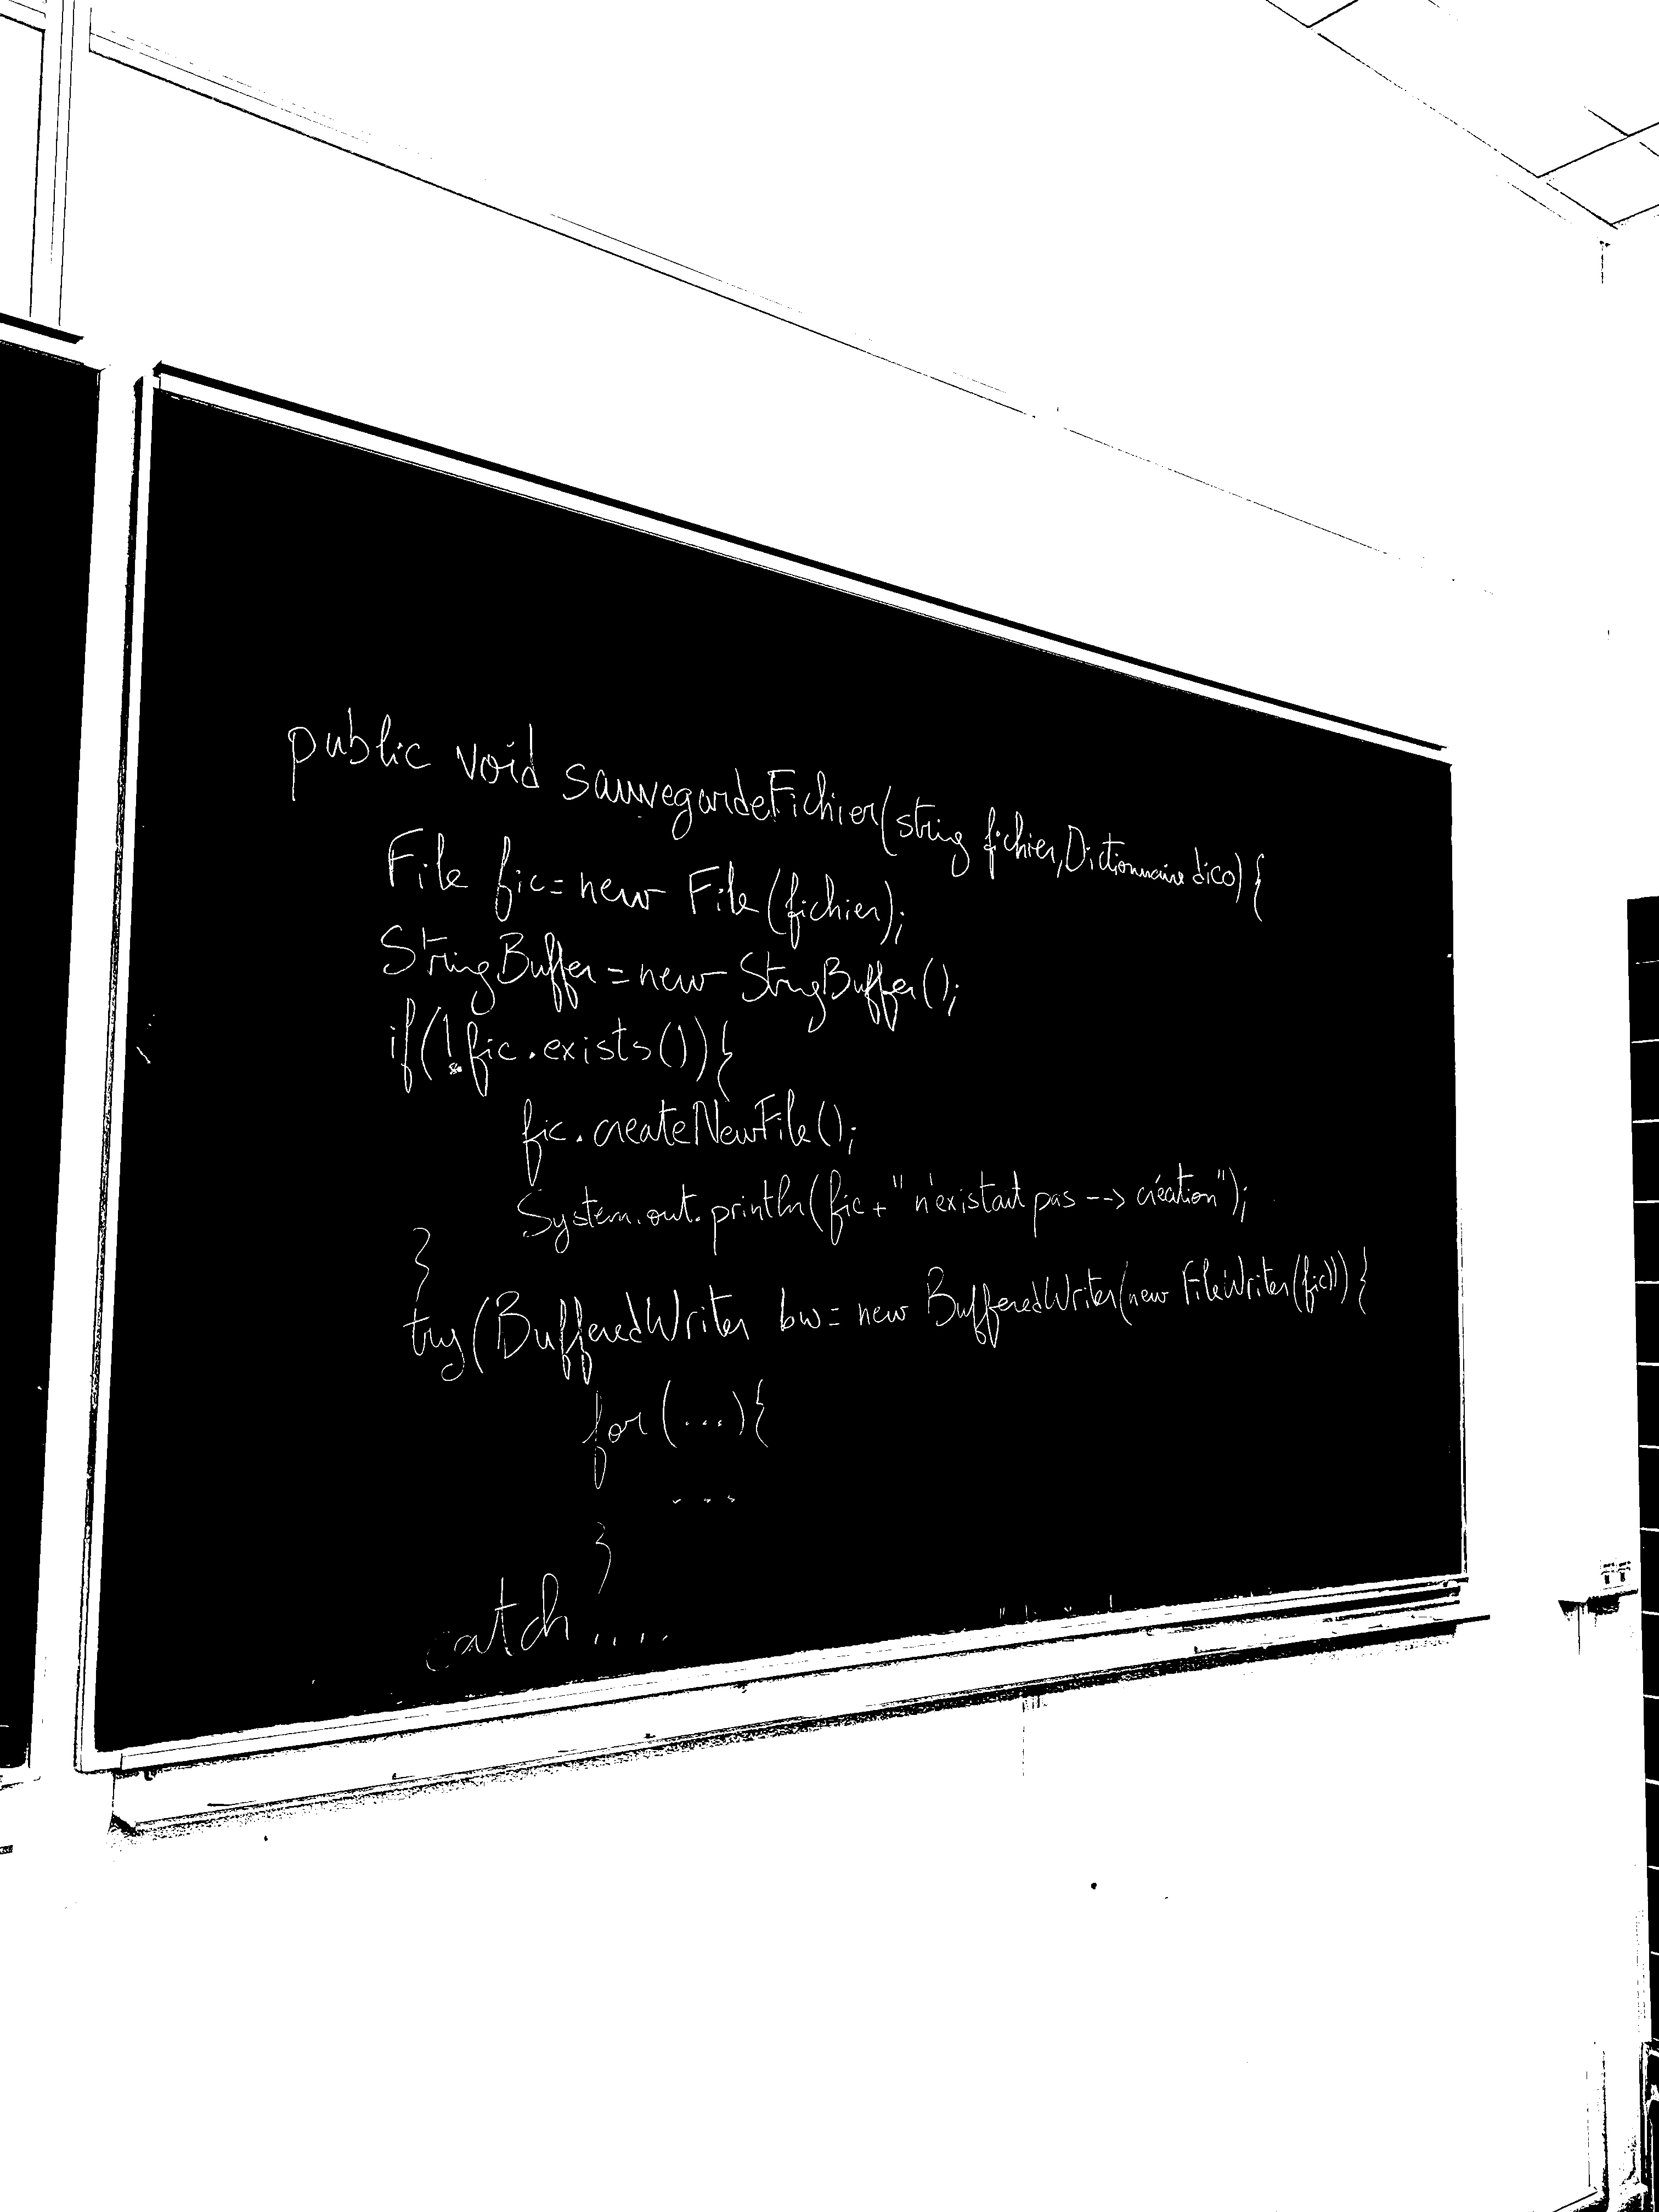 public void sauvegardeFichier(string fichier, Dictionnaire dico) {
File fic = new File (fichier);
StringBuffer = new StringBuffer();
if(!fic.exists()){
fic.createNewFile();
System.out.println(fic + " n'existait pas --> création");
}
try (BufferedWriter bw = new BufferedWriter(new FileWriter(fic))) {
for (...){
...
}
catch ....